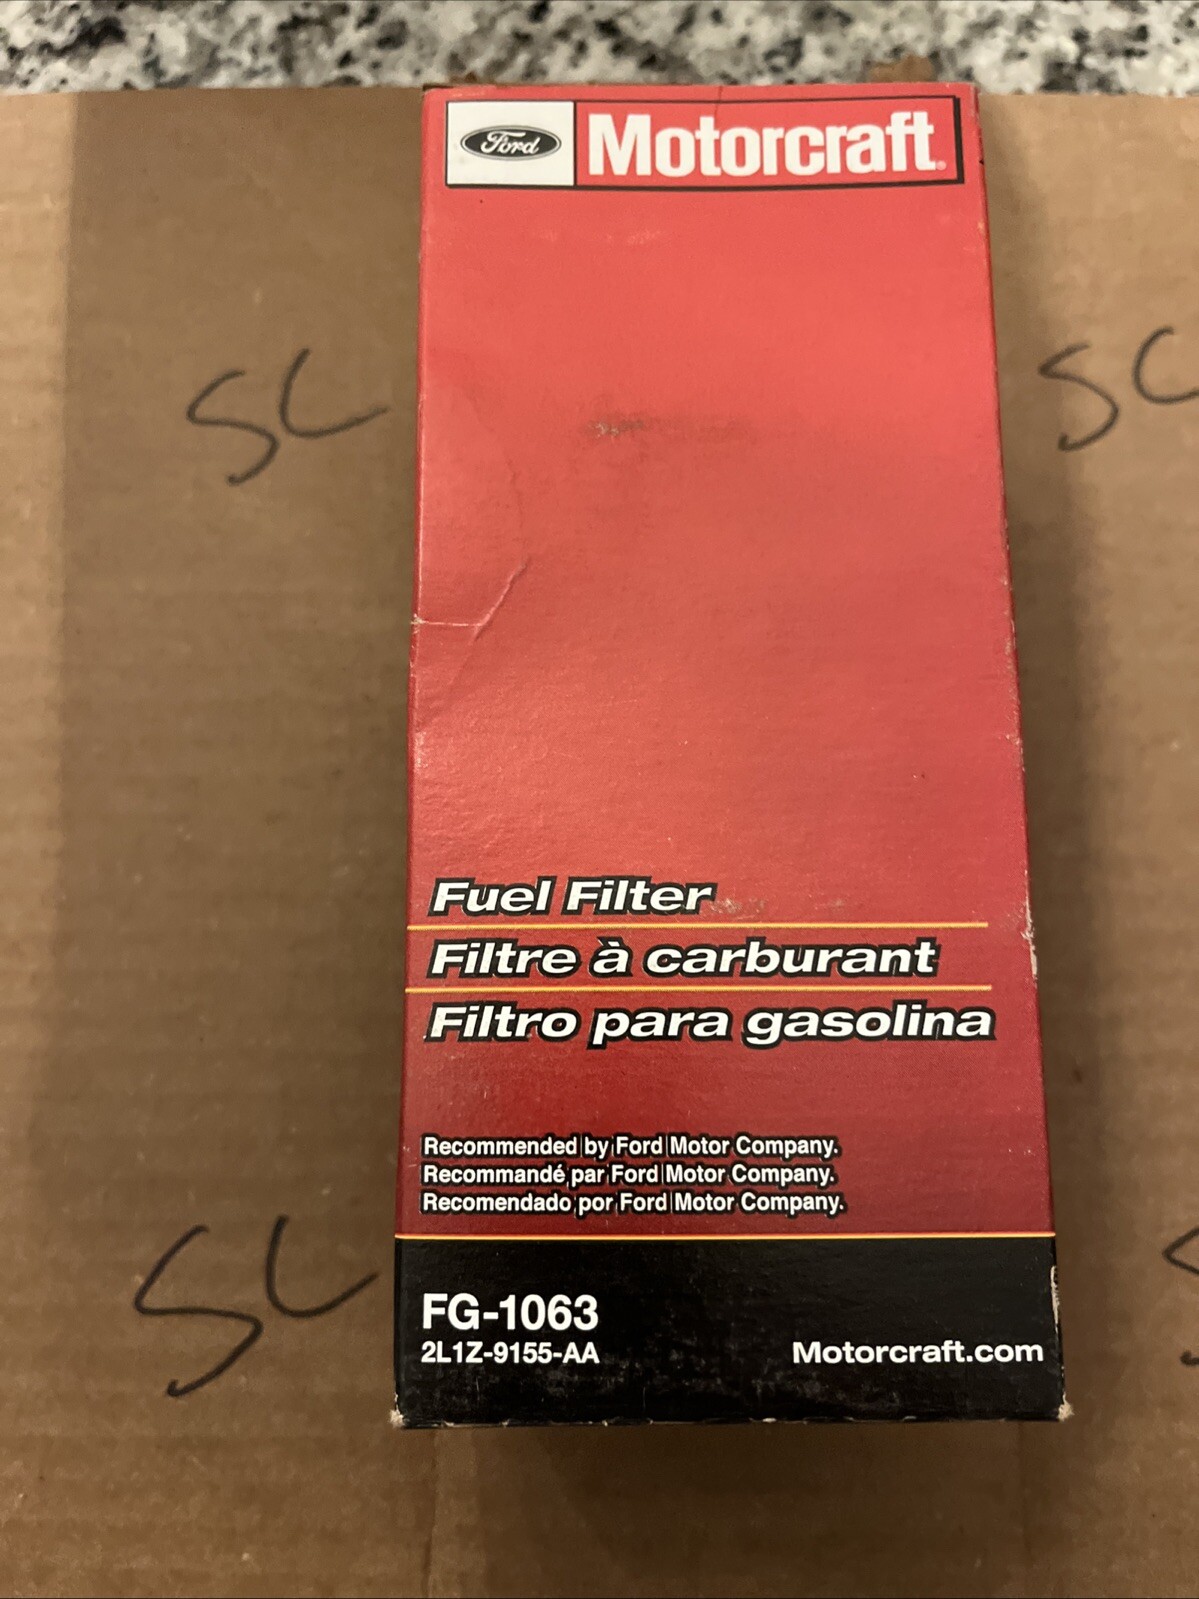 Ford Motorcraft
SC SC
Fuel Filter
Filtre à carburant
Filtro para gasolina
Recommended by Ford Motor Company.
Recommandé par Ford Motor Company.
Recomendado por Ford Motor Company.
SC
FG-1063
2L1Z-9155-AA Motorcraft.com